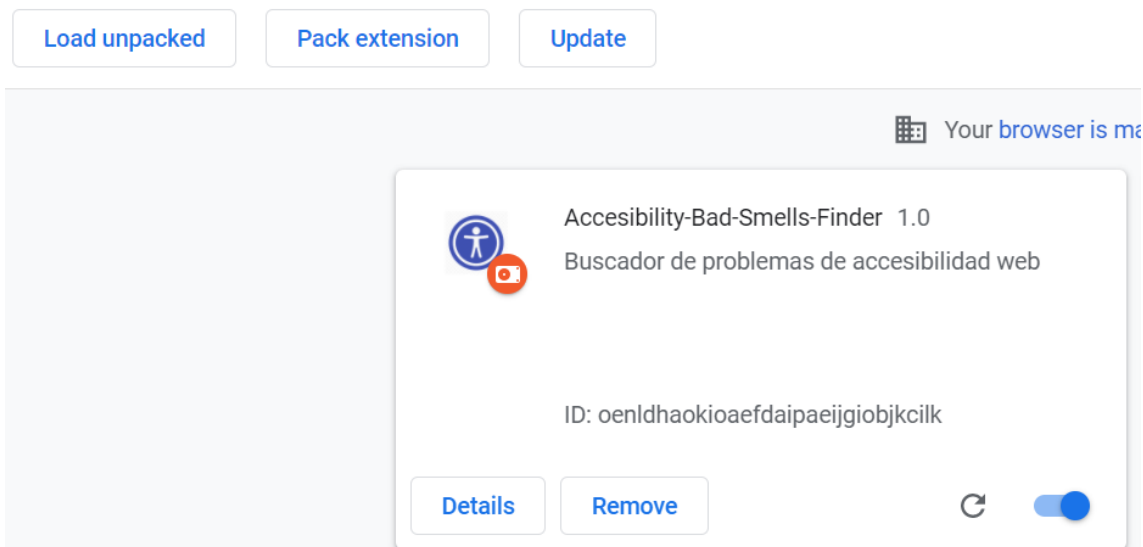 Load unpacked Pack extension Update
Your browser is ma
Accesibility-Bad-Smells-Finder 1.0
Buscador de problemas de accesibilidad web
ID: oenldhaokioaefdaipaeijgiobjkcilk
Details Remove